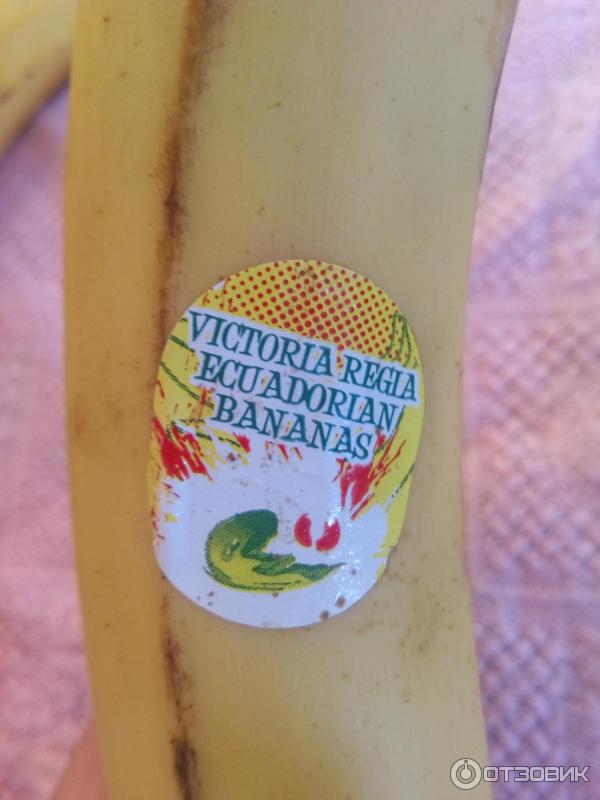 VICTORIA REGIA
ECUADORIAN
BANANAS
ОТЗОВИК